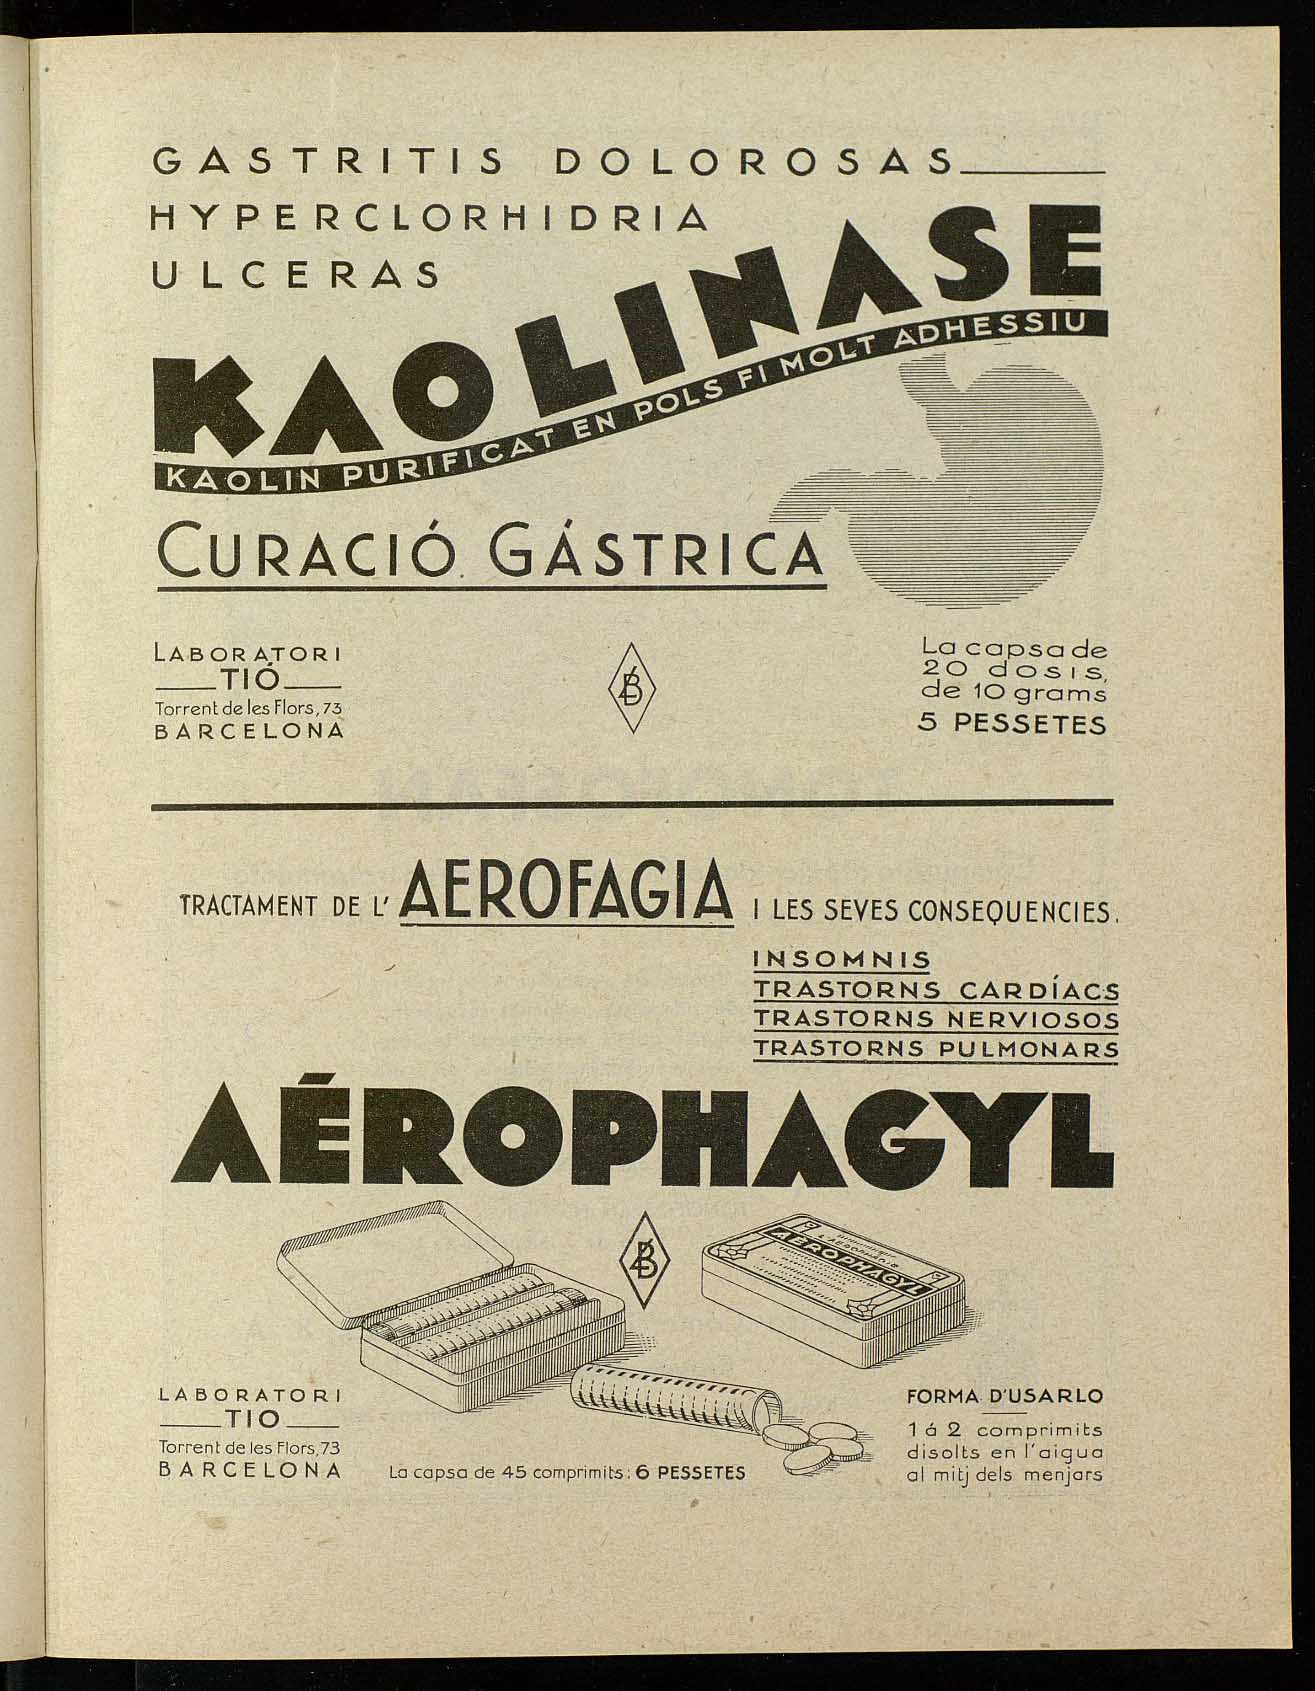 GASTRITIS DOLOROSAS
HYPERCLORHIDRIA
ULCERAS
KAOLINASE
KAOLIN PURIFICAT EN POLS FI MOLT ADHESSIU
CURACIÓ GÁSTRICA
LABORATORI
TIÓ
Torrent de les Flors, 73
BARCELONA
La capsa de
20 dosis,
de 10 grams
5 PESSETES
TRACTAMENT DE L' AEROFAGIA I LES SEVES CONSEQUENCIES.
INSOMNIS
TRASTORNS CARDÍACS
TRASTORNS NERVIOSOS
TRASTORNS PULMONARS
AÉROPHAGYL
L'AEROPHAGIE
AÉROPHAGYL
LABORATORI
TIO
Torrent de les Flors, 73
BARCELONA
La capsa de 45 comprimits: 6 PESSETES
FORMA D'USARLO
1 á 2 comprimits
disolts en l'aigua
al mitj dels menjars